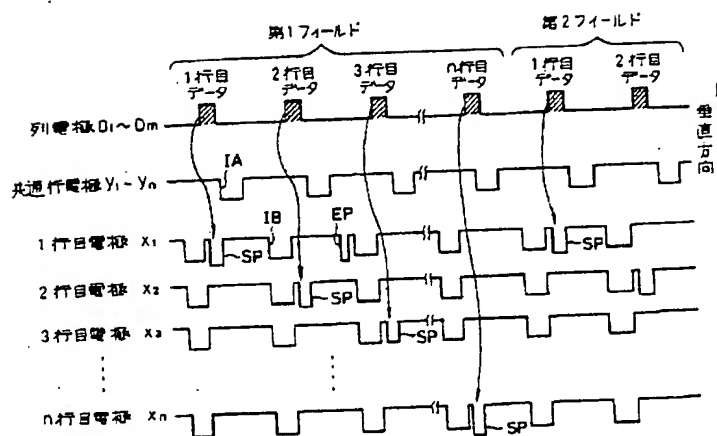 第1フィールド
第2フィールド
1行目
データ
2行目
データ
3行目
データ
n行目
データ
1行目
データ
2行目
データ
列電極 D1~Dm
垂直方向
共通行電極 Y1~Yn
IA
1行目電極 X1
IB
EP
SP
SP
2行目電極 X2
SP
3行目電極 X3
SP
n行目電極 Xn
SP